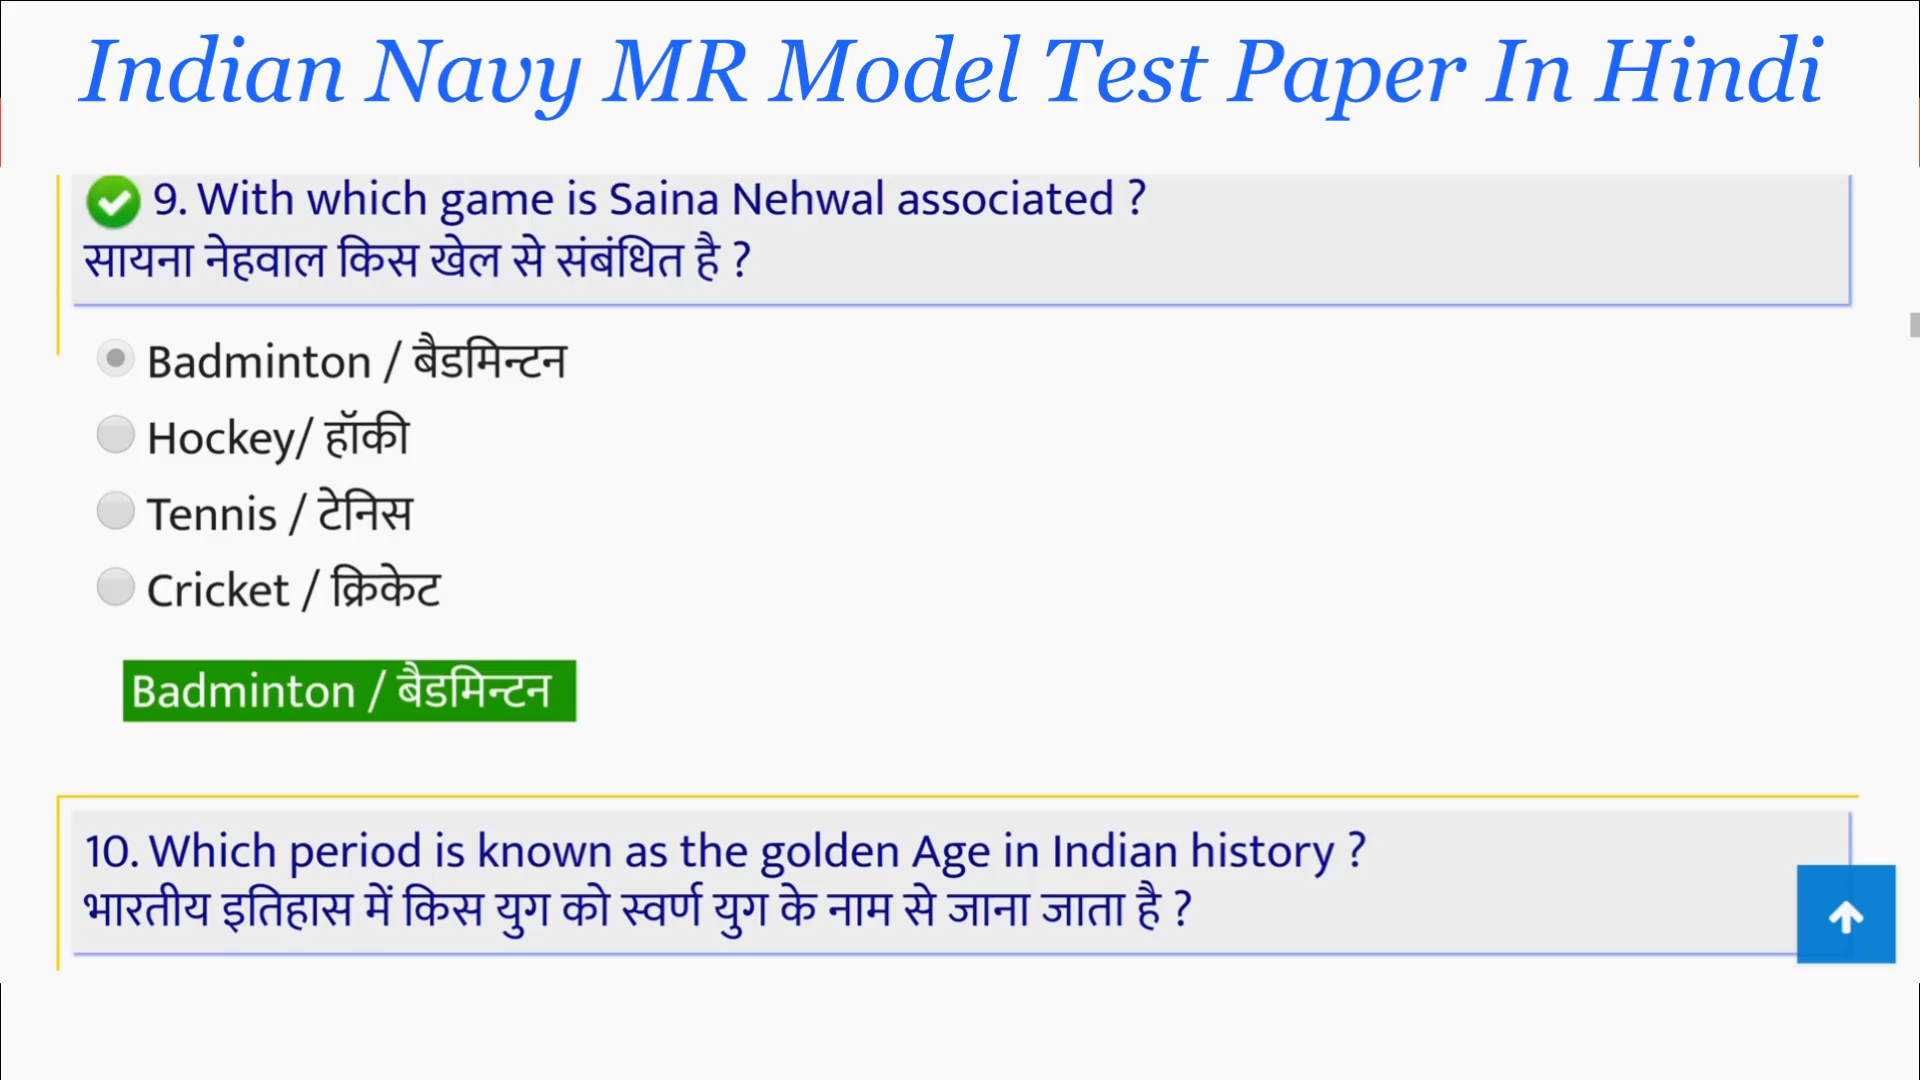 Indian Navy MR Model Test Paper In Hindi
9. With which game is Saina Nehwal associated ?
सायना नेहवाल किस खेल से संबंधित है ?
Badminton / बैडमिन्टन
Hockey/ हॉकी
Tennis / टेनिस
Cricket / क्रिकेट
Badminton / बैडमिन्टन
10. Which period is known as the golden Age in Indian history ?
भारतीय इतिहास में किस युग को स्वर्ण युग के नाम से जाना जाता है ?